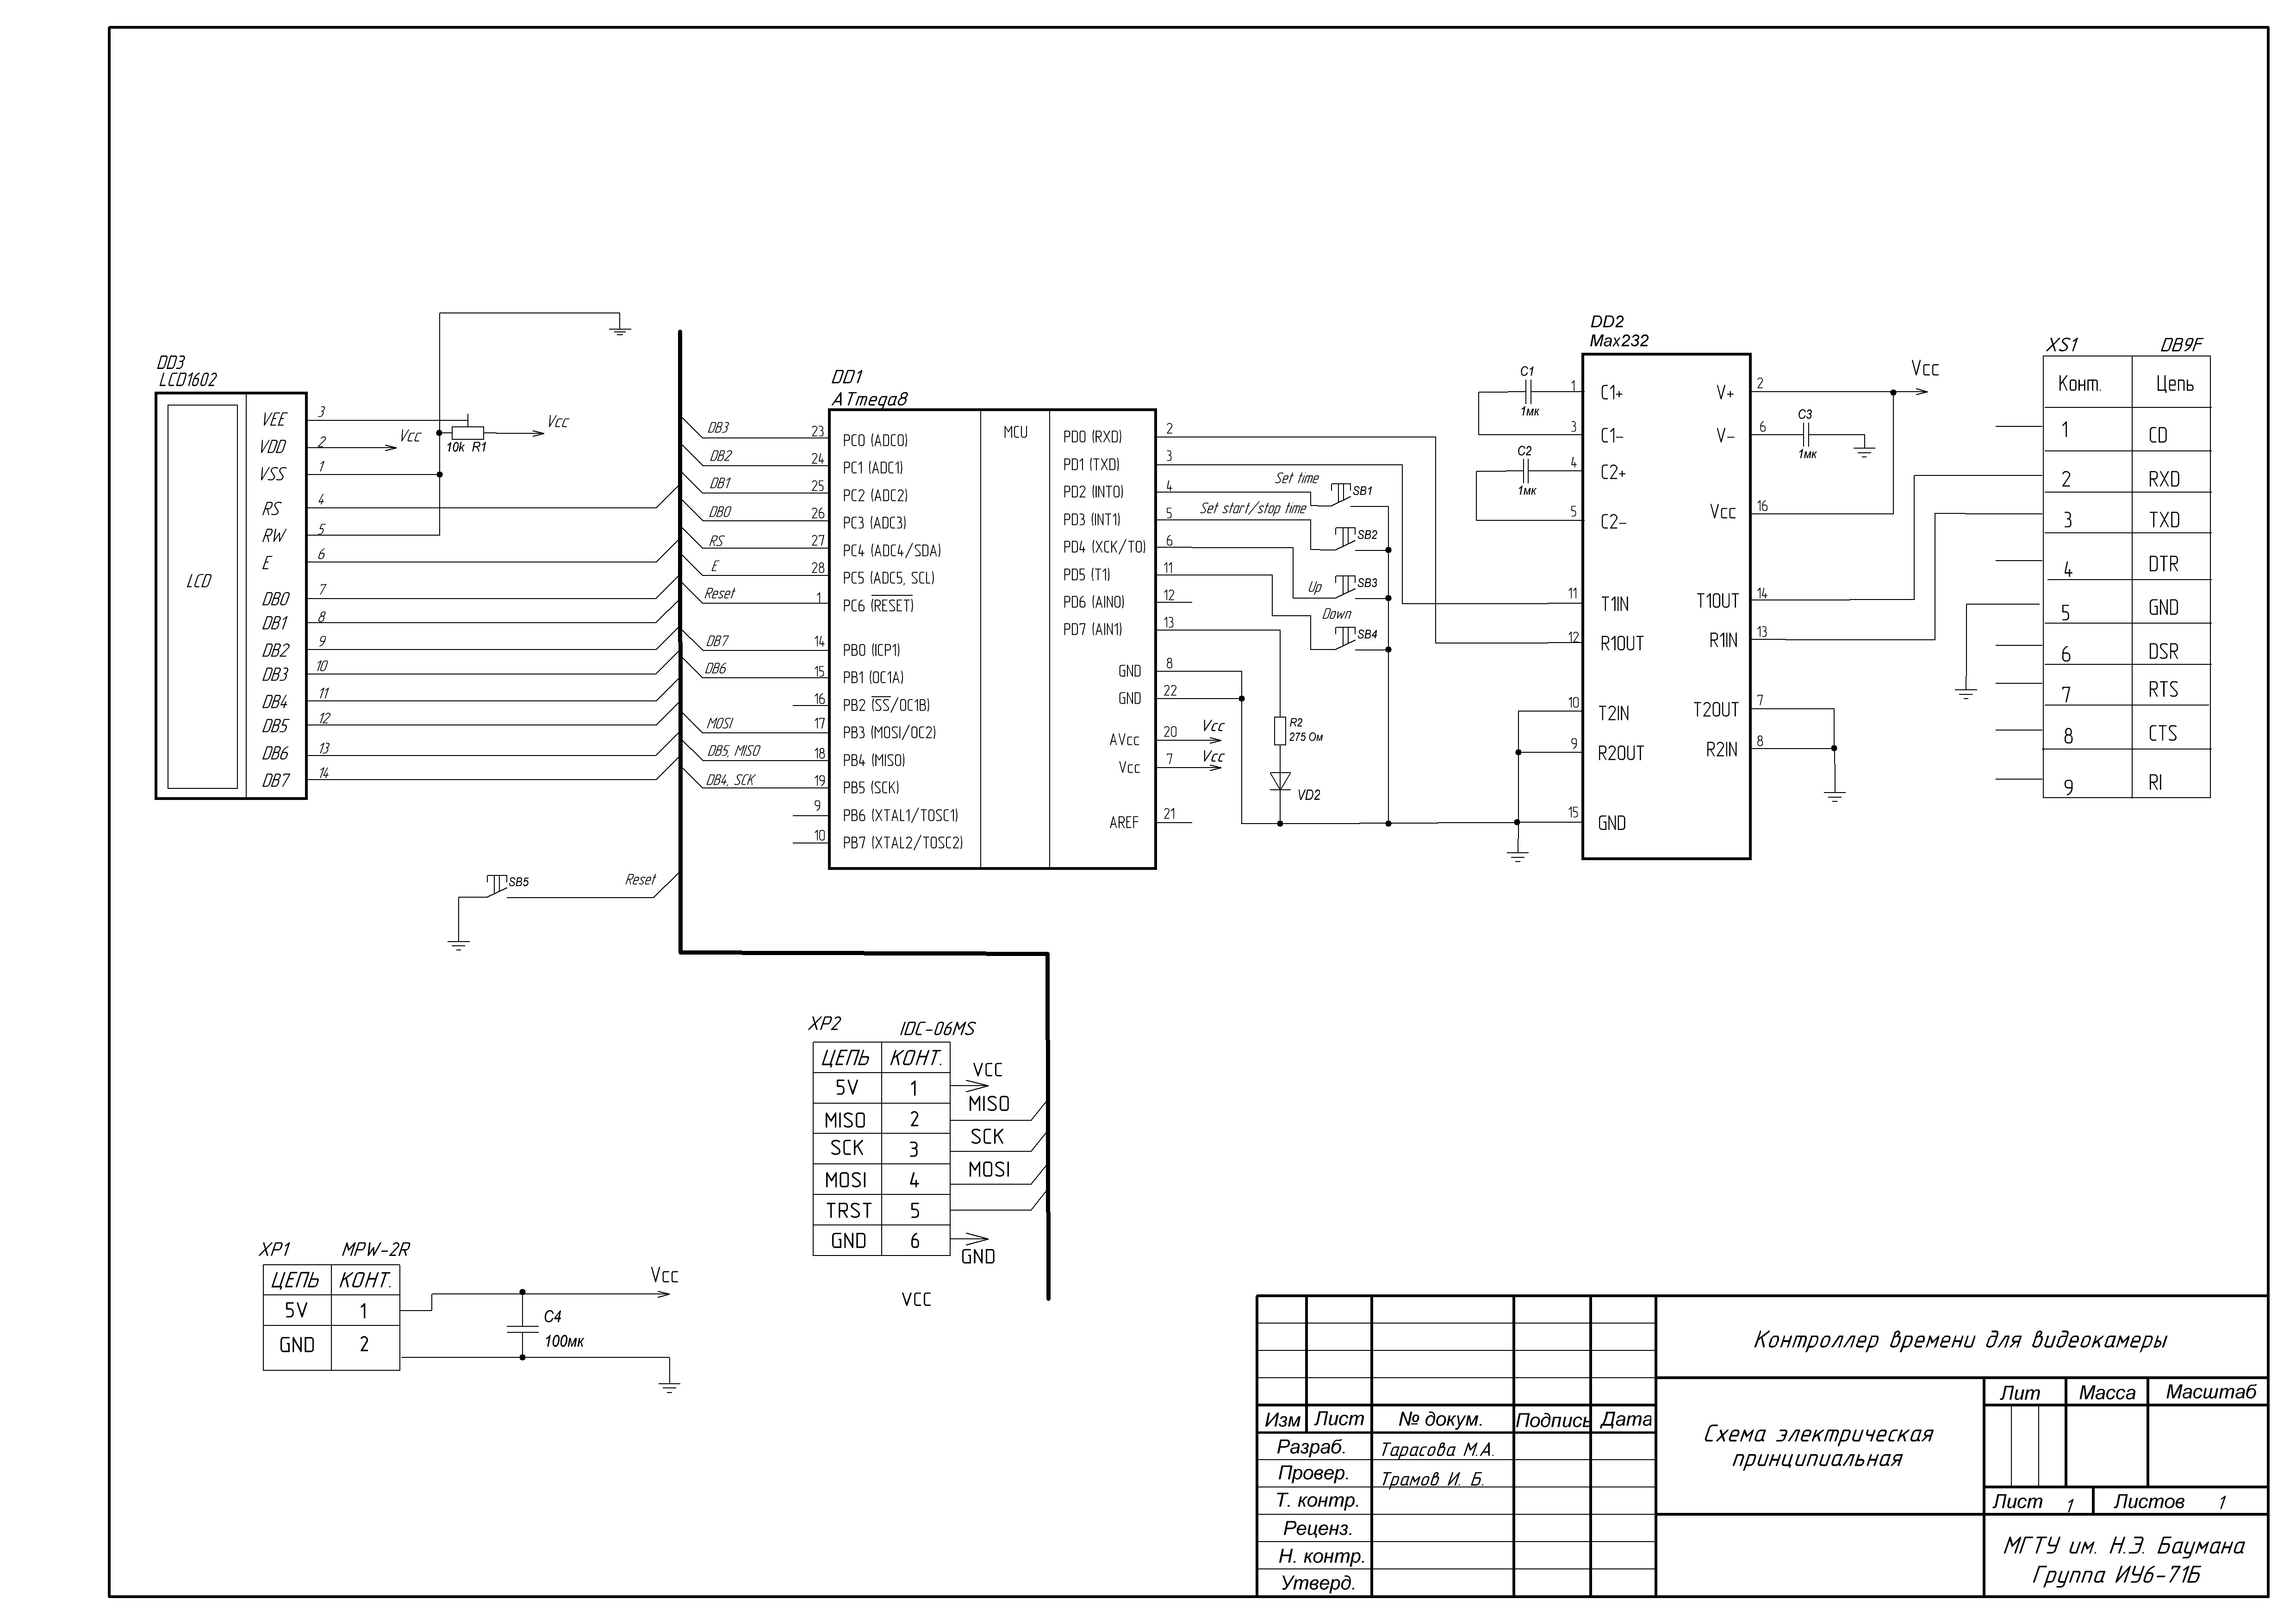 DD3
LCD1602
LCD
VEE 3
VDD 2 Vcc
VSS 1
RS 4
RW 5
E 6
DB0 7
DB1 8
DB2 9
DB3 10
DB4 11
DB5 12
DB6 13
DB7 14
10k R1
Vcc
DD1
ATmega8
MCU
DB3 23 PC0 (ADC0)
DB2 24 PC1 (ADC1)
DB1 25 PC2 (ADC2)
DB0 26 PC3 (ADC3)
RS 27 PC4 (ADC4/SDA)
E 28 PC5 (ADC5, SCL)
Reset 1 PC6 (RESET)
DB7 14 PB0 (ICP1)
DB6 15 PB1 (OC1A)
16 PB2 (SS/OC1B)
MOSI 17 PB3 (MOSI/OC2)
DB5, MISO 18 PB4 (MISO)
DB4, SCK 19 PB5 (SCK)
9 PB6 (XTAL1/TOSC1)
10 PB7 (XTAL2/TOSC2)
PD0 (RXD) 2
PD1 (TXD) 3
PD2 (INT0) 4
PD3 (INT1) 5
PD4 (XCK/T0) 6
PD5 (T1) 11
PD6 (AIN0) 12
PD7 (AIN1) 13
GND 8
GND 22
AVcc 20 Vcc
Vcc 7 Vcc
AREF 21
Set time SB1
Set start/stop time SB2
Up SB3
Down SB4
R2
275 Ом
VD2
DD2
Max232
C1
1мк
C2
1мк
1 C1+
3 C1-
4 C2+
5 C2-
11 T1IN
12 R1OUT
10 T2IN
9 R2OUT
15 GND
V+ 2 Vcc
V- 6
C3
1мк
Vcc 16
T1OUT 14
R1IN 13
T2OUT 7
R2IN 8
XS1 DB9F
Конт. Цепь
1 CD
2 RXD
3 TXD
4 DTR
5 GND
6 DSR
7 RTS
8 CTS
9 RI
SB5 Reset
XP2 IDC-06MS
ЦЕПЬ КОНТ.
5V 1 VCC
MISO 2 MISO
SCK 3 SCK
MOSI 4 MOSI
TRST 5
GND 6 GND
VCC
XP1 MPW-2R
ЦЕПЬ КОНТ.
5V 1
GND 2
Vcc
C4
100мк
Контроллер времени для видеокамеры
Схема электрическая
принципиальная
Лит Масса Масштаб
Лист 1 Листов 1
МГТУ им. Н.Э. Баумана
Группа ИУ6-71Б
Изм Лист № докум. Подпись Дата
Разраб. Тарасова М.А.
Провер. Трамов И. Б.
Т. контр.
Реценз.
Н. контр.
Утверд.